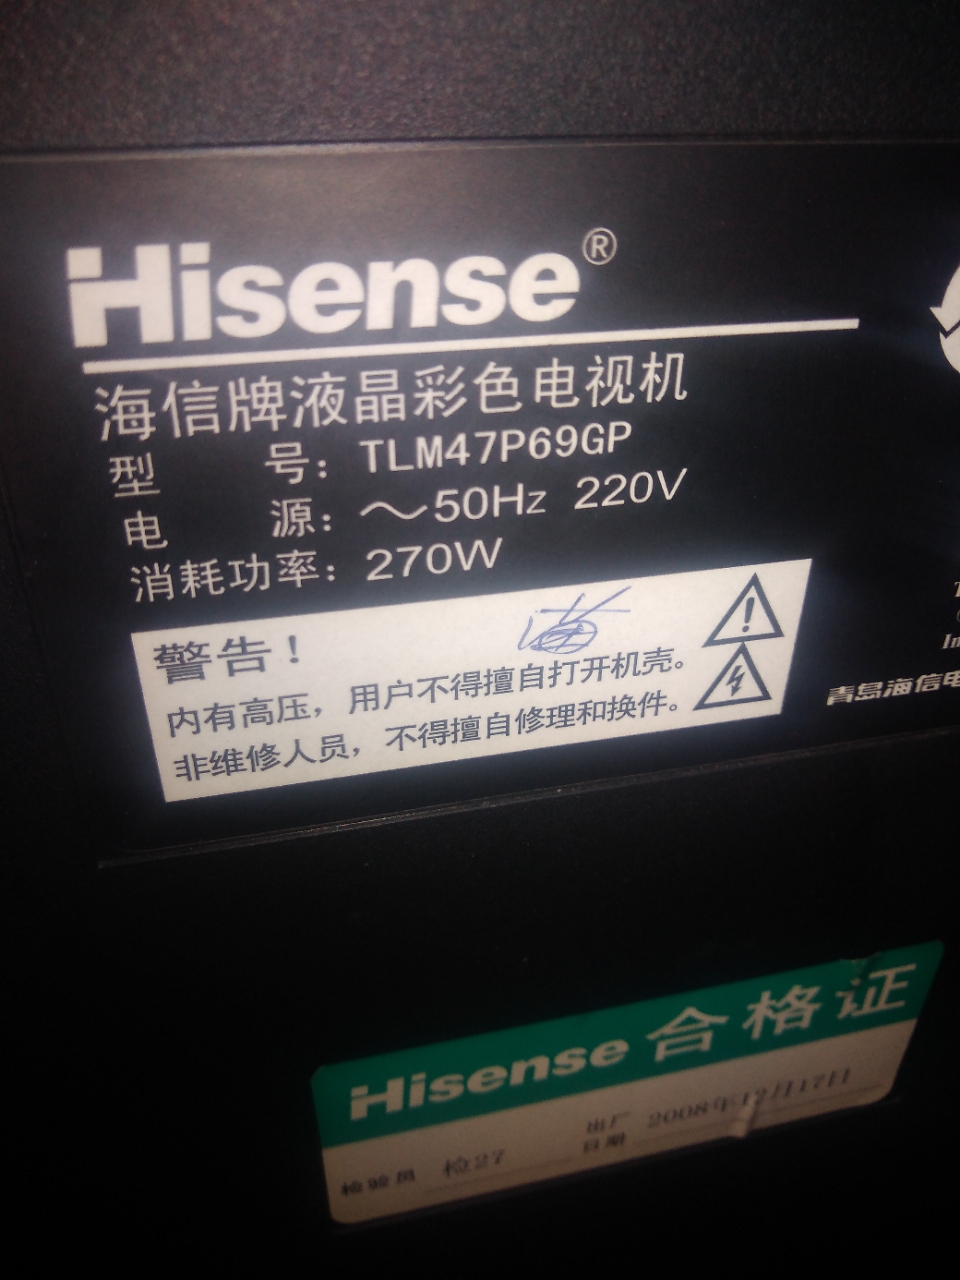 Hisense®
海信牌液晶彩色电视机
型 号：TLM47P69GP
电 源：～50Hz 220V
消耗功率：270W
警告！
内有高压，用户不得擅自打开机壳。
非维修人员，不得擅自修理和换件。
青岛海信电
Hisense 合格证
检验员 检27 出厂日期 2008年12月17日